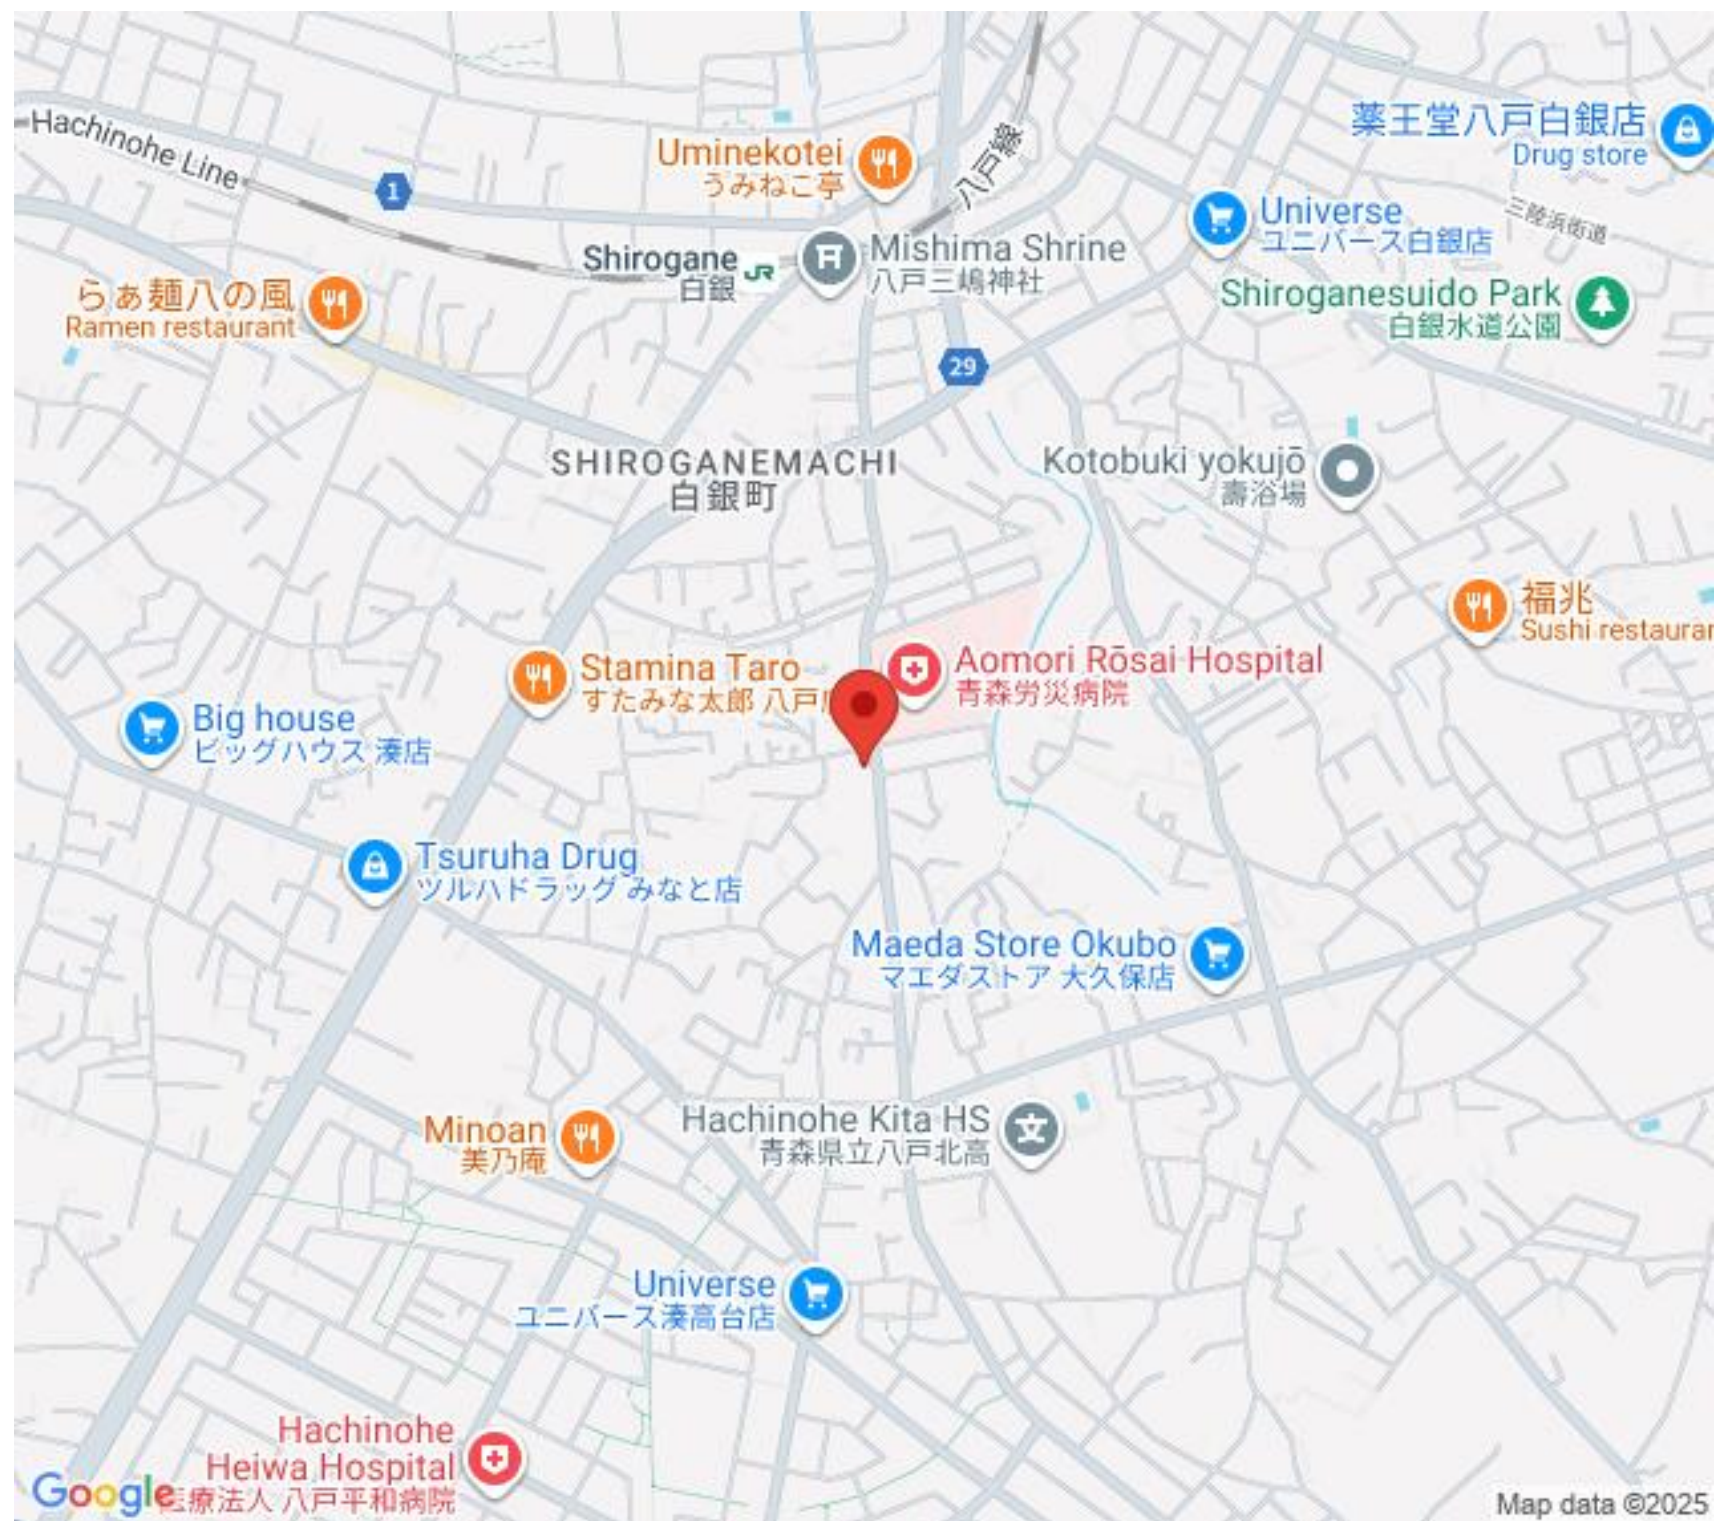 Hachinohe Line
1
Uminekotei
うみねこ亭
八戸線
薬王堂八戸白銀店
Drug store
三陸浜街道
Universe
ユニバース白銀店
Shirogane
白銀
JR
Mishima Shrine
八戸三嶋神社
らぁ麺八の風
Ramen restaurant
Shiroganesuido Park
白銀水道公園
29
SHIROGANEMACHI
白銀町
Kotobuki yokujō
壽浴場
福兆
Sushi restaurar
Stamina Taro
すたみな太郎 八戸
Aomori Rōsai Hospital
青森労災病院
Big house
ビッグハウス 湊店
Tsuruha Drug
ツルハドラッグ みなと店
Maeda Store Okubo
マエダストア 大久保店
Minoan
美乃庵
Hachinohe Kita HS
青森県立八戸北高
文
Universe
ユニバース湊高台店
Hachinohe
Heiwa Hospital
療法人 八戸平和病院
Google
Map data ©2025